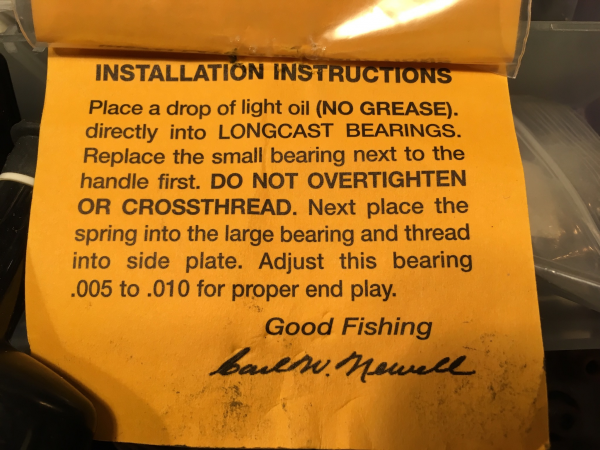 INSTALLATION INSTRUCTIONS
Place a drop of light oil (NO GREASE).
directly into LONGCAST BEARINGS.
Replace the small bearing next to the
handle first. DO NOT OVERTIGHTEN
OR CROSSTHREAD. Next place the
spring into the large bearing and thread
into side plate. Adjust this bearing
.005 to .010 for proper end play.
Good Fishing
Carl W. Newell